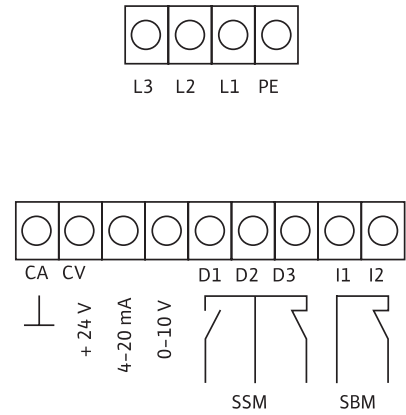 L3 L2 L1 PE
CA CV D1 D2 D3 I1 I2
+ 24 V
4–20 mA
0–10 V
SSM SBM